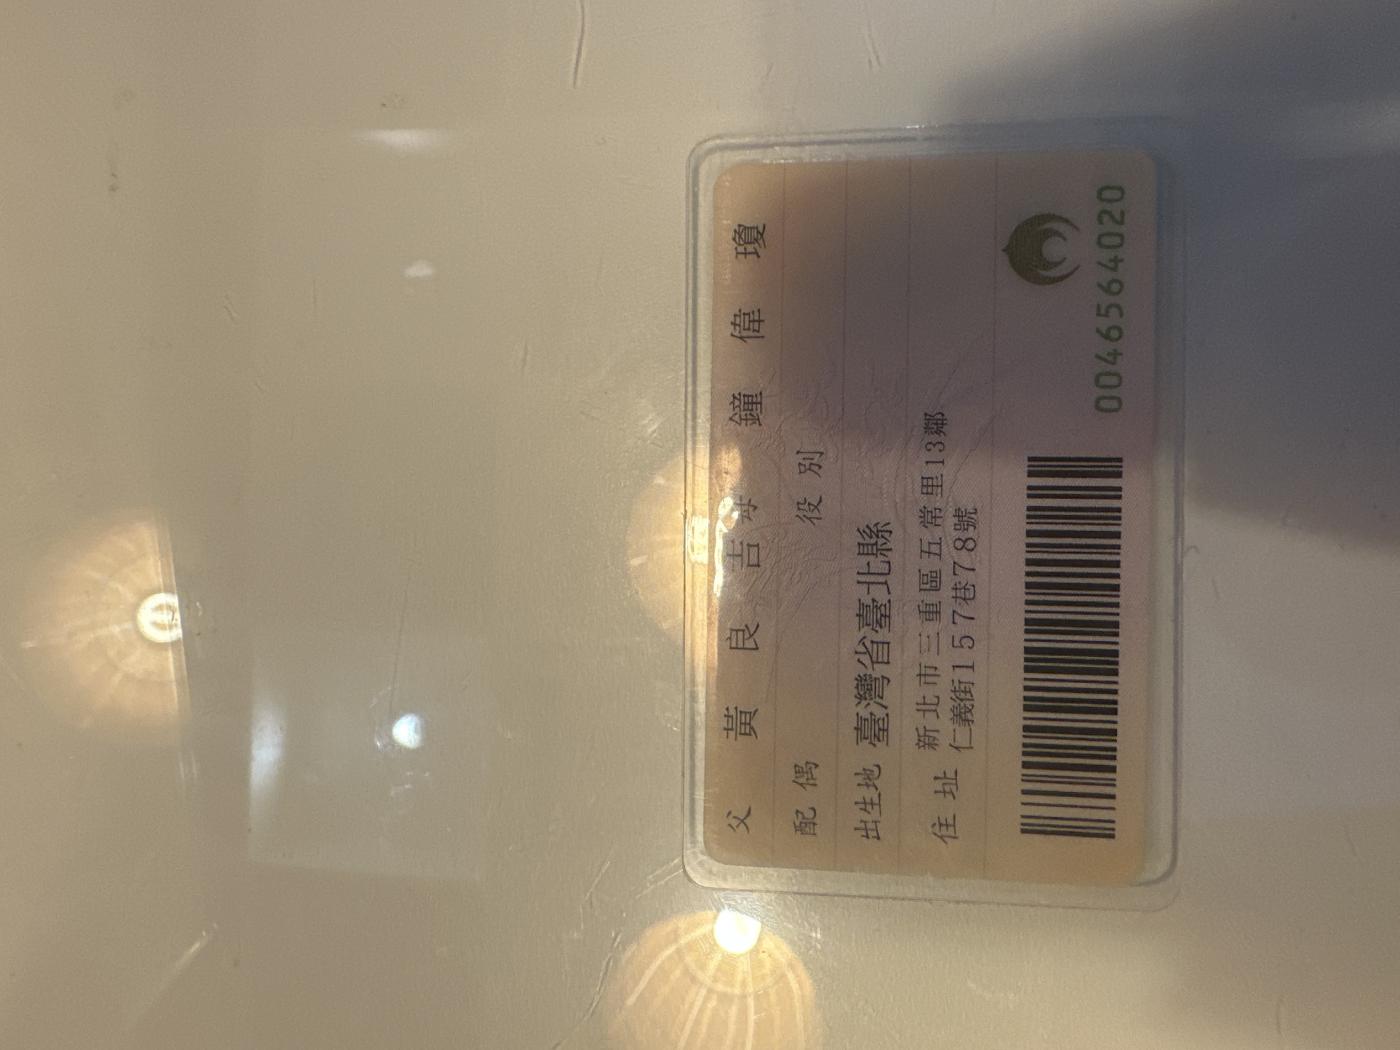 父 黃良吉 母 鐘偉瓊
配偶 役別
出生地 臺灣省臺北縣
住址 新北市三重區五常里13鄰
仁義街157巷78號
0046564020